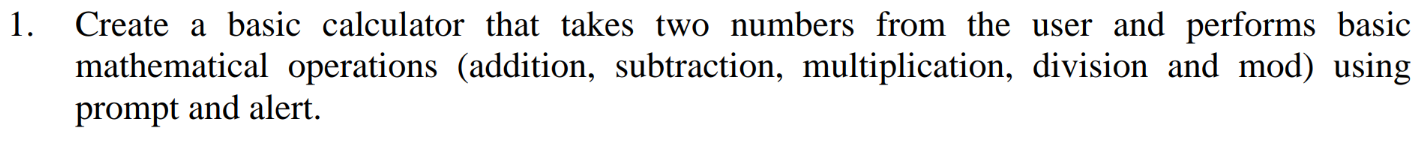 1. Create a basic calculator that takes two numbers from the user and performs basic
mathematical operations (addition, subtraction, multiplication, division and mod) using
prompt and alert.